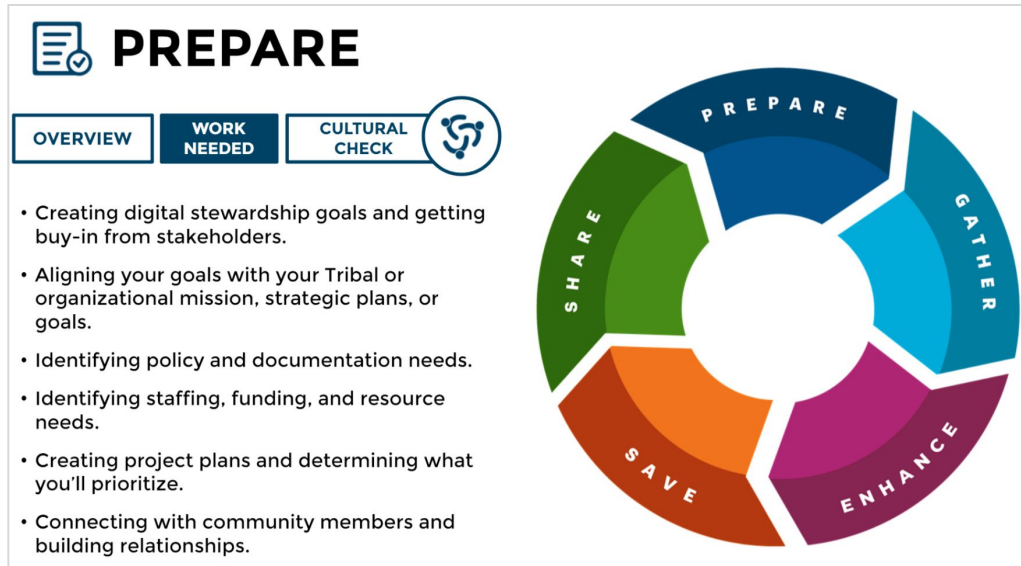 PREPARE
OVERVIEW
WORK
NEEDED
CULTURAL
CHECK
• Creating digital stewardship goals and getting
buy-in from stakeholders.
• Aligning your goals with your Tribal or
organizational mission, strategic plans, or
goals.
• Identifying policy and documentation needs.
• Identifying staffing, funding, and resource
needs.
• Creating project plans and determining what
you'll prioritize.
• Connecting with community members and
building relationships.
PREPARE
GATHER
ENHANCE
SAVE
SHARE